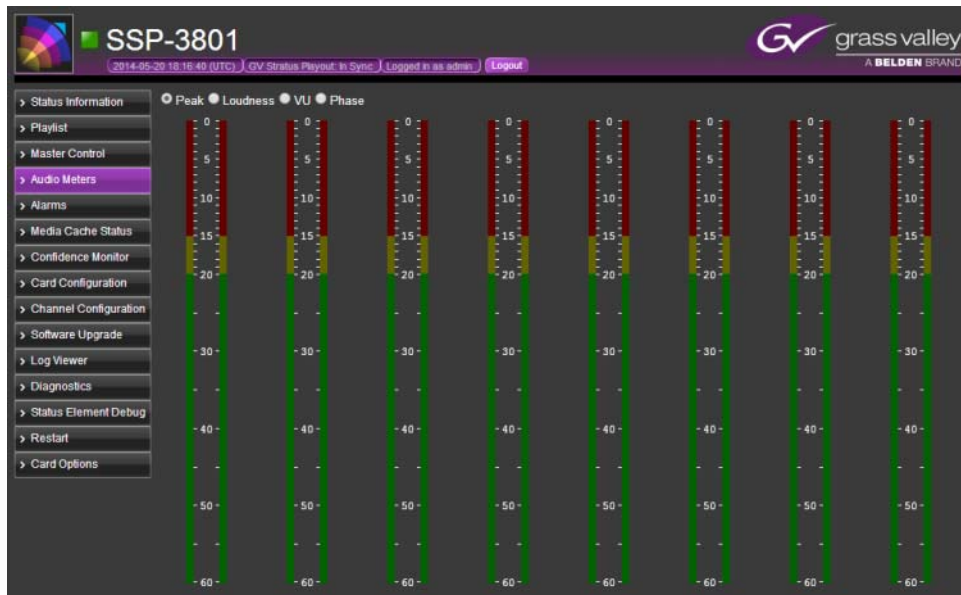 SSP-3801
2014-05-20 18:16:40 (UTC) GV Stratus Playout: In Sync Logged in as admin Logout
GV grass valley
A BELDEN BRAND
> Status Information
> Playlist
> Master Control
> Audio Meters
> Alarms
> Media Cache Status
> Confidence Monitor
> Card Configuration
> Channel Configuration
> Software Upgrade
> Log Viewer
> Diagnostics
> Status Element Debug
> Restart
> Card Options
Peak Loudness VU Phase
0 0 0 0 0 0 0 0
5 5 5 5 5 5 5 5
10 10 10 10 10 10 10 10
15 15 15 15 15 15 15 15
20 20 20 20 20 20 20 20
30 30 30 30 30 30 30 30
40 40 40 40 40 40 40 40
50 50 50 50 50 50 50 50
60 60 60 60 60 60 60 60